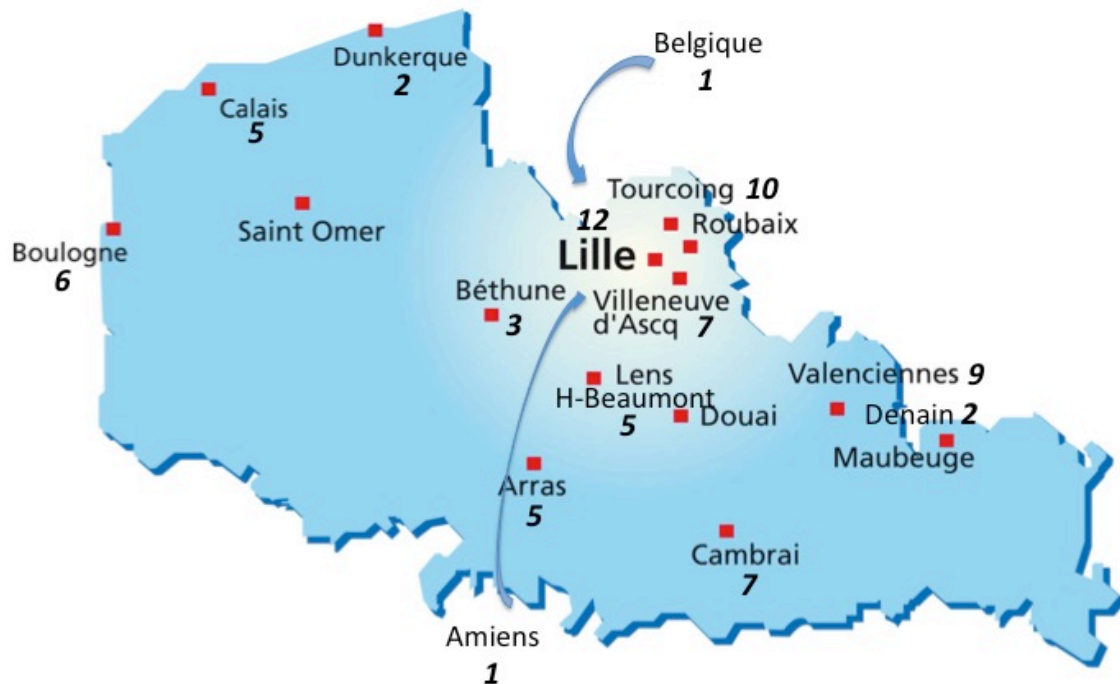 Dunkerque
2
Belgique
1
Calais
5
Tourcoing 10
12
Roubaix
Saint Omer
Lille
Boulogne
6
Béthune
3
Villeneuve
d'Ascq 7
Lens
H-Beaumont
5
Douai
Valenciennes 9
Denain 2
Maubeuge
Arras
5
Cambrai
7
Amiens
1